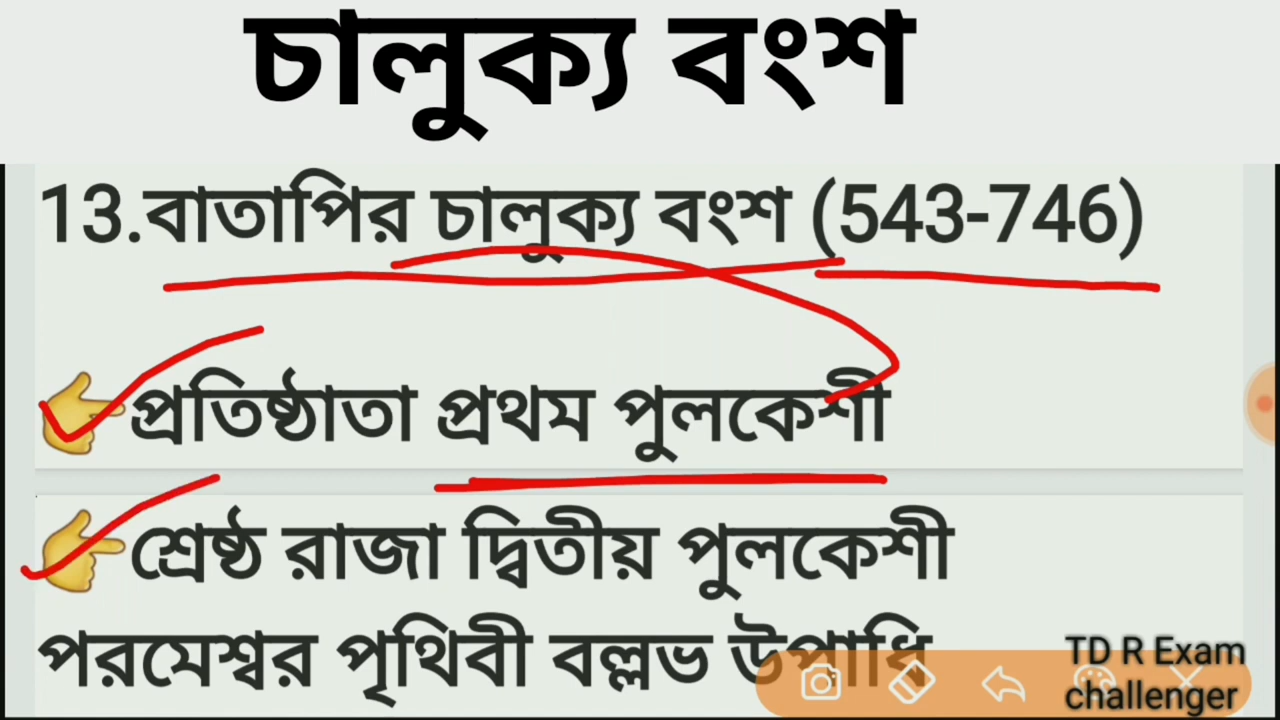 চালুক্য বংশ
13.বাতাপির চালুক্য বংশ (543-746)
👉প্রতিষ্ঠাতা প্রথম পুলকেশী
👉শ্রেষ্ঠ রাজা দ্বিতীয় পুলকেশী
পরমেশ্বর পৃথিবী বল্লভ উপাধি
TD R Exam
challenger